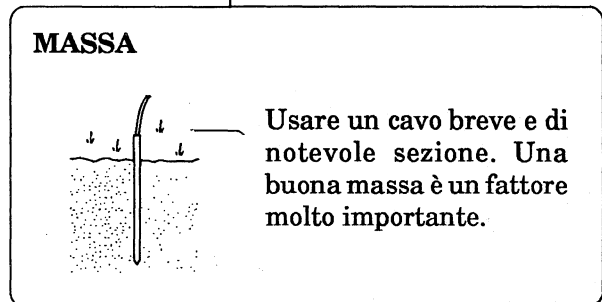 MASSA
Usare un cavo breve e di
notevole sezione. Una
buona massa è un fattore
molto importante.